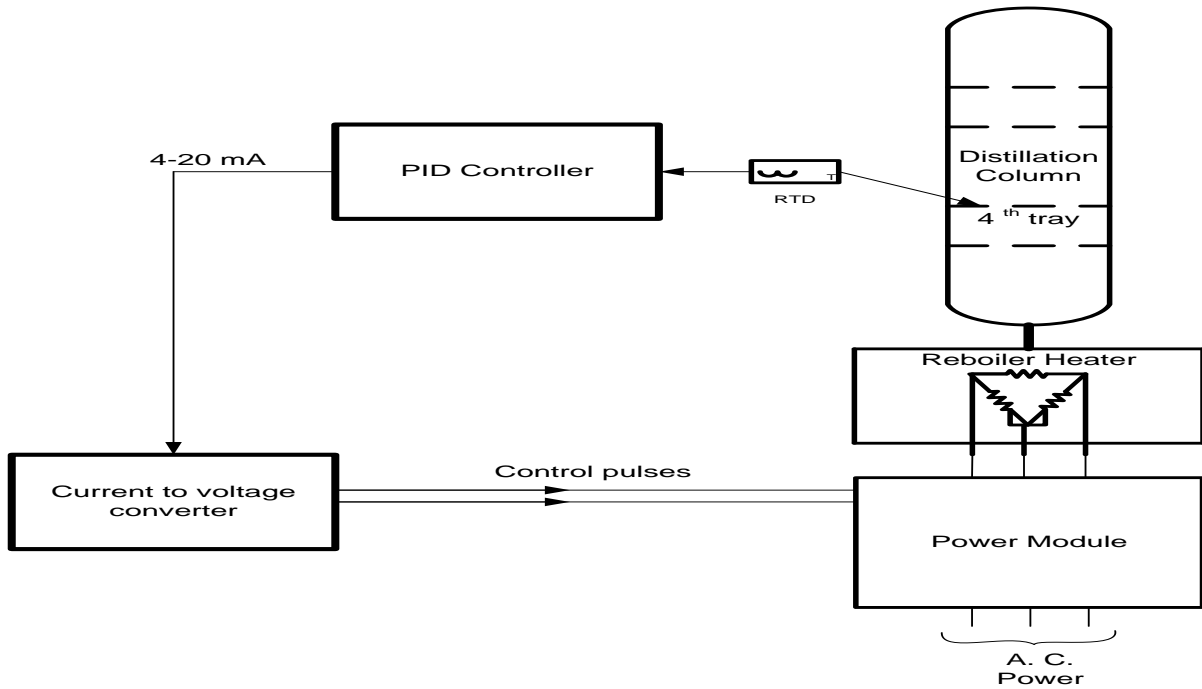 4-20 mA
PID Controller
T
RTD
Distillation
Column
4 th tray
Reboiler Heater
Current to voltage
converter
Control pulses
Power Module
A. C.
Power